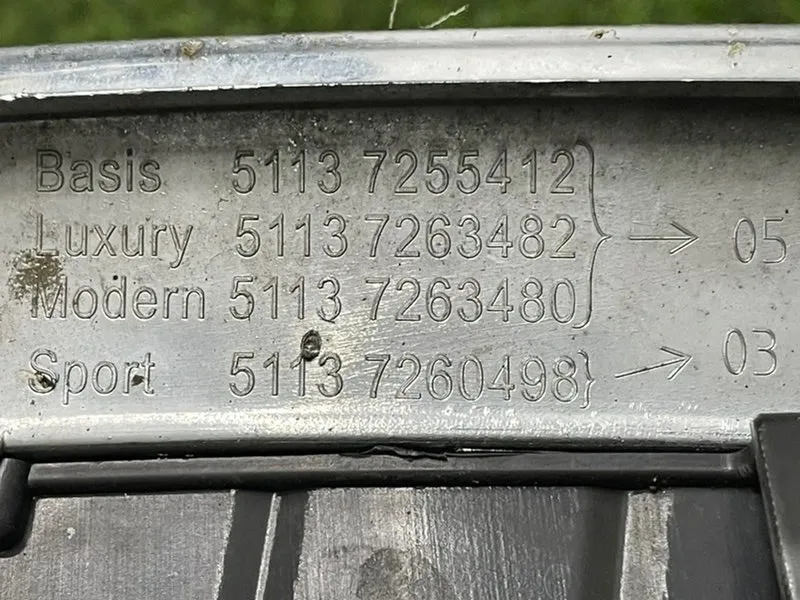 Basis 5113 7255412
Luxury 5113 7263482 } → 05
Modern 5113 7263480
Sport 5113 7260498 } → 03